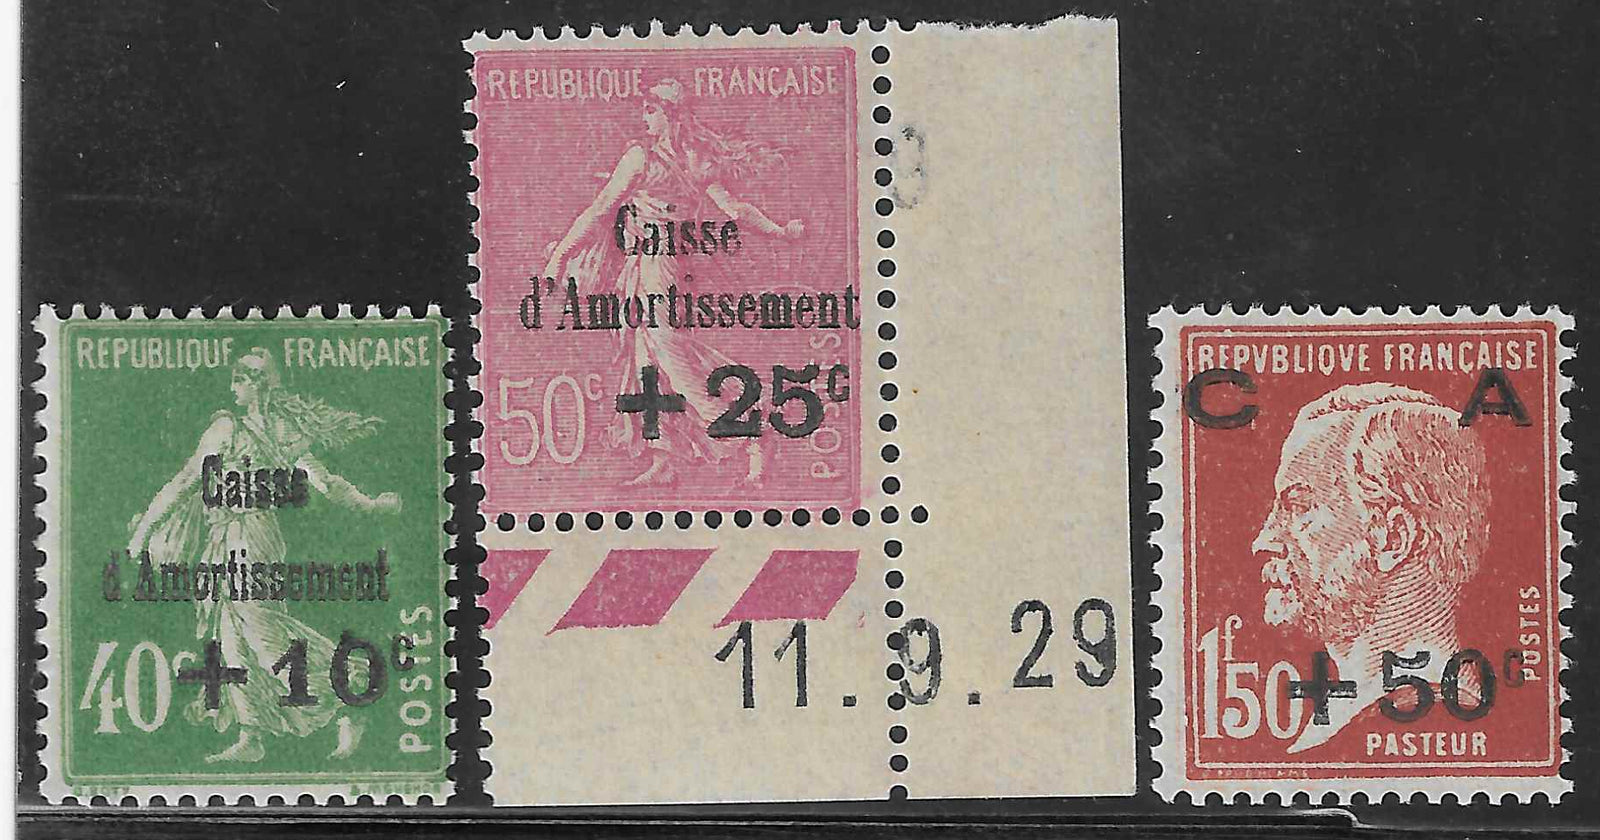 REPUBLIQUE FRANÇAISE
Caisse
d'Amortissement
40c + 10c
POSTES
REPUBLIQUE FRANÇAISE
Caisse
d'Amortissement
50c + 25c
POSTES
11.9.29
REPVBLIQVE FRANÇAISE
C A
1f50 + 50c
POSTES
PASTEUR